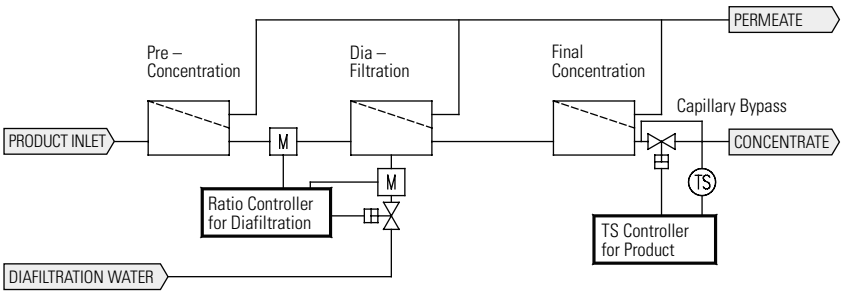 PERMEATE
Pre –
Concentration
Dia –
Filtration
Final
Concentration
Capillary Bypass
PRODUCT INLET
M
CONCENTRATE
M
TS
Ratio Controller
for Diafiltration
TS Controller
for Product
DIAFILTRATION WATER